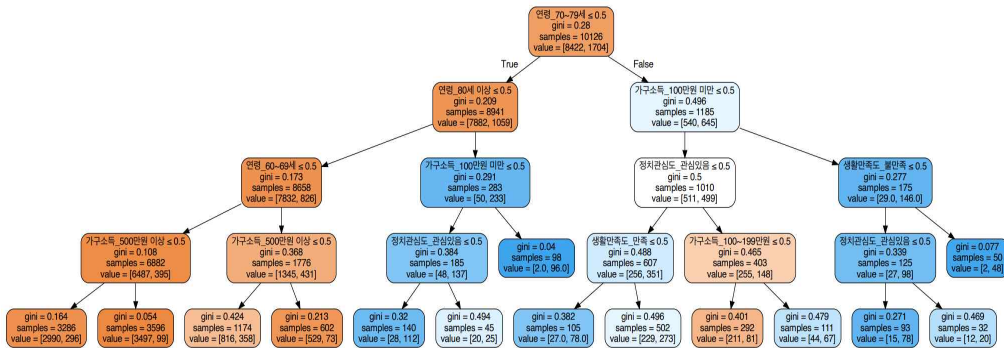 연령_70~79세 ≤ 0.5
gini = 0.28
samples = 10126
value = [8422, 1704]
True
False
연령_80세 이상 ≤ 0.5
gini = 0.209
samples = 8941
value = [7882, 1059]
가구소득_100만원 미만 ≤ 0.5
gini = 0.496
samples = 1185
value = [540, 645]
연령_60~69세 ≤ 0.5
gini = 0.173
samples = 8658
value = [7832, 826]
가구소득_100만원 미만 ≤ 0.5
gini = 0.291
samples = 283
value = [50, 233]
정치관심도_관심있음 ≤ 0.5
gini = 0.5
samples = 1010
value = [511, 499]
생활만족도_불만족 ≤ 0.5
gini = 0.277
samples = 175
value = [29.0, 146.0]
가구소득_500만원 이상 ≤ 0.5
gini = 0.108
samples = 6882
value = [6487, 395]
가구소득_500만원 이상 ≤ 0.5
gini = 0.368
samples = 1776
value = [1345, 431]
정치관심도_관심있음 ≤ 0.5
gini = 0.384
samples = 185
value = [48, 137]
gini = 0.04
samples = 98
value = [2.0, 96.0]
생활만족도_만족 ≤ 0.5
gini = 0.488
samples = 607
value = [256, 351]
가구소득_100~199만원 ≤ 0.5
gini = 0.465
samples = 403
value = [255, 148]
정치관심도_관심있음 ≤ 0.5
gini = 0.339
samples = 125
value = [27, 98]
gini = 0.077
samples = 50
value = [2, 48]
gini = 0.164
samples = 3286
value = [2990, 296]
gini = 0.054
samples = 3596
value = [3497, 99]
gini = 0.424
samples = 1174
value = [816, 358]
gini = 0.213
samples = 602
value = [529, 73]
gini = 0.32
samples = 140
value = [28, 112]
gini = 0.494
samples = 45
value = [20, 25]
gini = 0.382
samples = 105
value = [27.0, 78.0]
gini = 0.496
samples = 502
value = [229, 273]
gini = 0.401
samples = 292
value = [211, 81]
gini = 0.479
samples = 111
value = [44, 67]
gini = 0.271
samples = 93
value = [15, 78]
gini = 0.469
samples = 32
value = [12, 20]